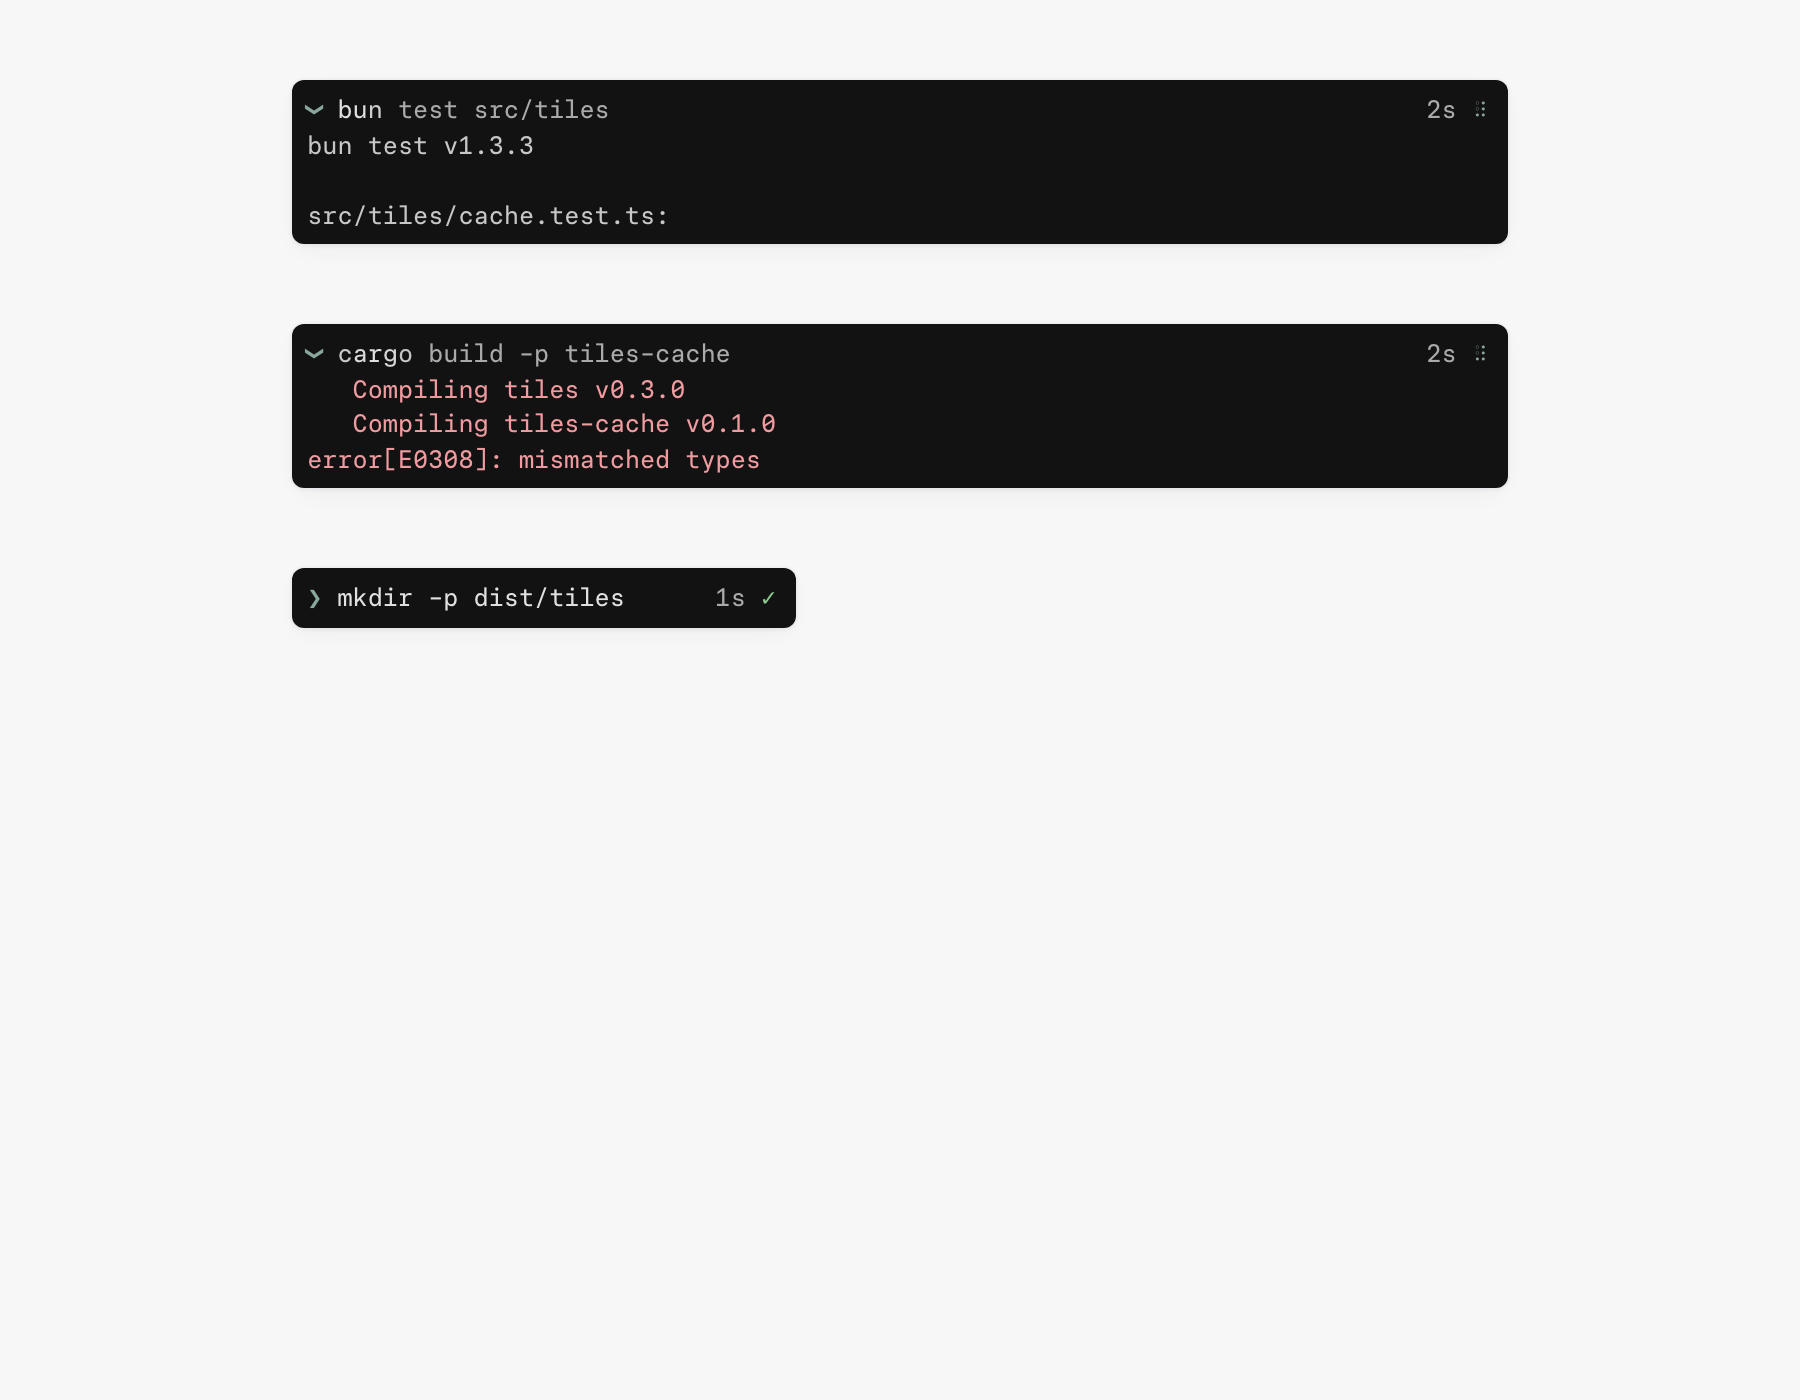 ❯ bun test src/tiles 2s ⠿
bun test v1.3.3
src/tiles/cache.test.ts:
❯ cargo build -p tiles-cache 2s ⠿
Compiling tiles v0.3.0
Compiling tiles-cache v0.1.0
error[E0308]: mismatched types
❯ mkdir -p dist/tiles 1s ✓